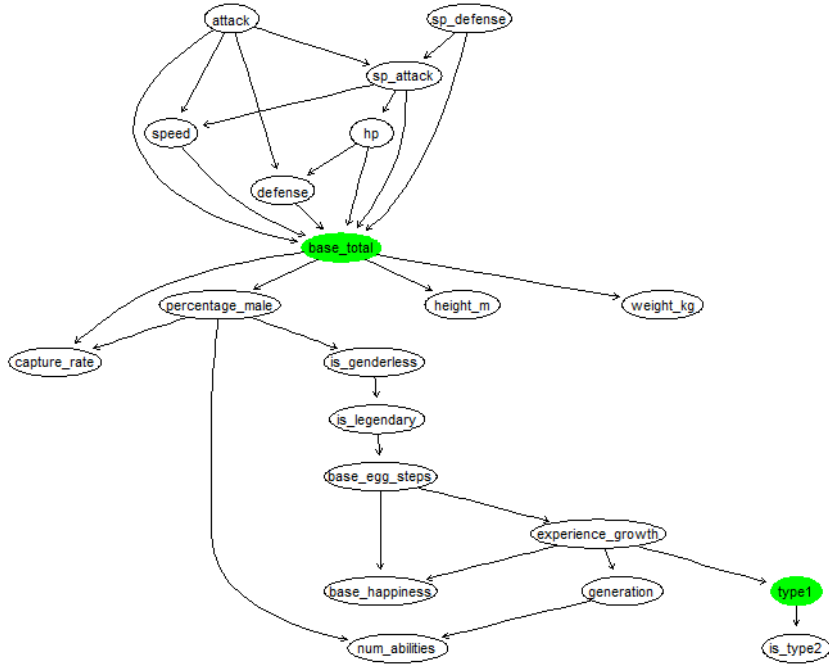 attack
sp_defense
sp_attack
speed
hp
defense
base_total
percentage_male
height_m
weight_kg
capture_rate
is_genderless
is_legendary
base_egg_steps
experience_growth
base_happiness
generation
type1
num_abilities
is_type2